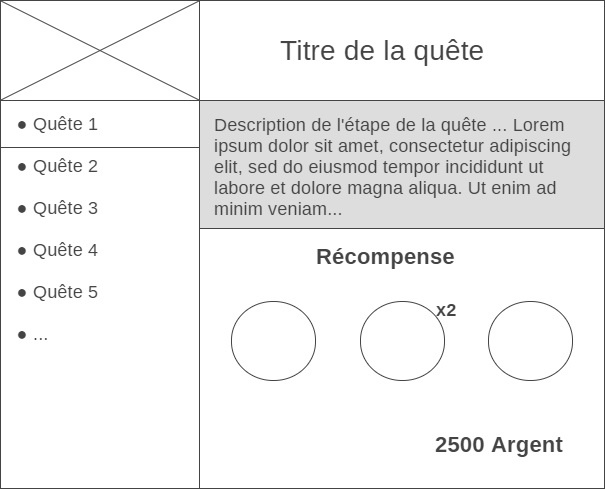 Titre de la quête
● Quête 1
● Quête 2
● Quête 3
● Quête 4
● Quête 5
● ...
Description de l'étape de la quête ... Lorem
ipsum dolor sit amet, consectetur adipiscing
elit, sed do eiusmod tempor incididunt ut
labore et dolore magna aliqua. Ut enim ad
minim veniam...
Récompense
x2
2500 Argent